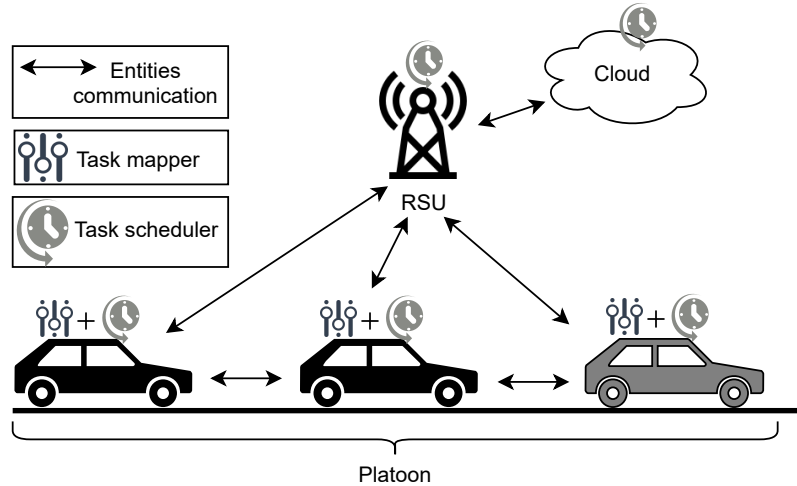 Entities
communication
Task mapper
Task scheduler
Cloud
RSU
+
+
+
Platoon